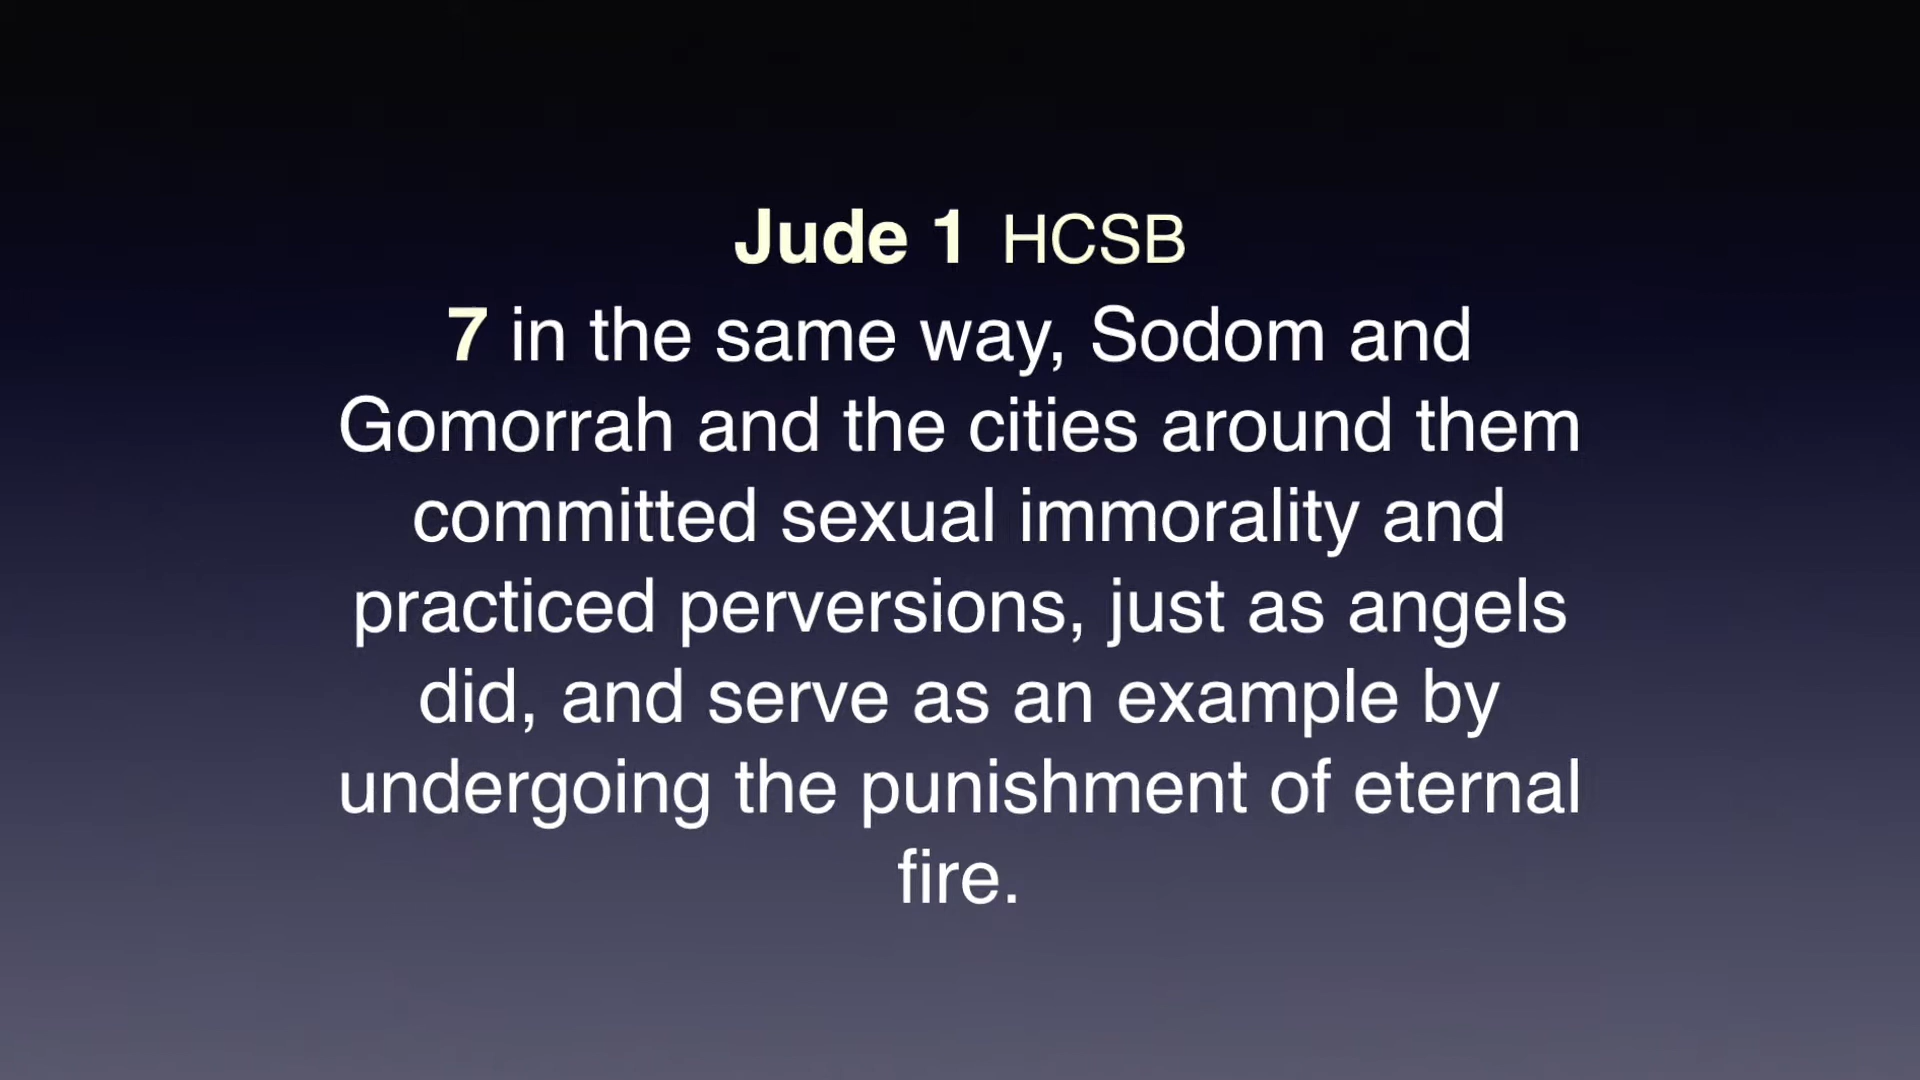 Jude 1 HCSB
7 in the same way, Sodom and
Gomorrah and the cities around them
committed sexual immorality and
practiced perversions, just as angels
did, and serve as an example by
undergoing the punishment of eternal
fire.